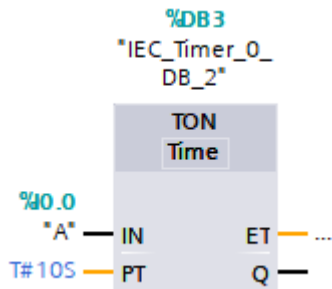 %DB3
"IEC_Timer_0_
DB_2"
TON
Time
%I0.0
"A"
IN
ET
...
T#10S
PT
Q